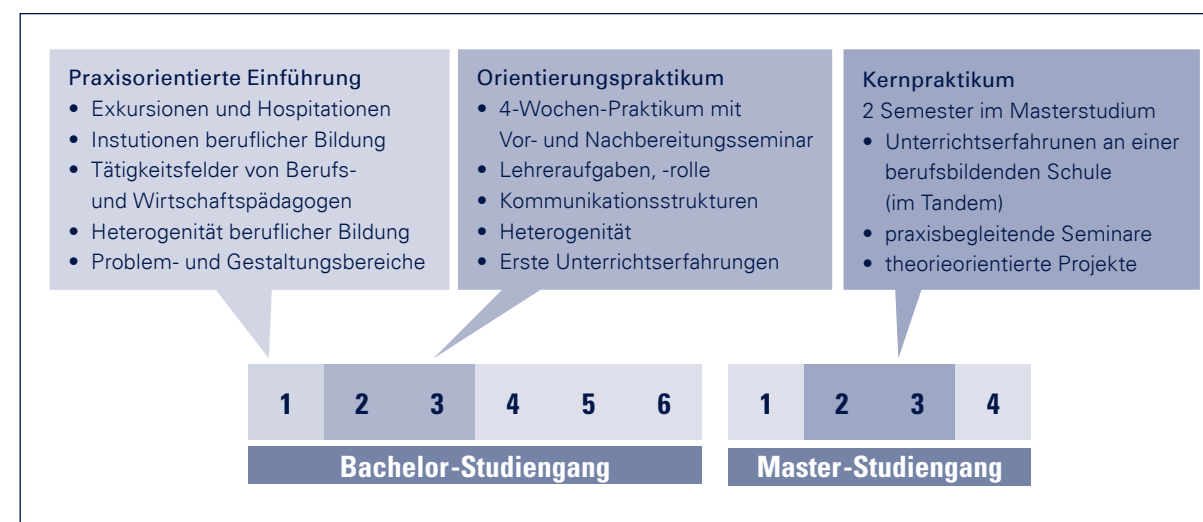 Praxisorientierte Einführung
• Exkursionen und Hospitationen
• Instutionen beruflicher Bildung
• Tätigkeitsfelder von Berufs-
und Wirtschaftspädagogen
• Heterogenität beruflicher Bildung
• Problem- und Gestaltungsbereiche
Orientierungspraktikum
• 4-Wochen-Praktikum mit
Vor- und Nachbereitungsseminar
• Lehreraufgaben, -rolle
• Kommunikationsstrukturen
• Heterogenität
• Erste Unterrichtserfahrungen
Kernpraktikum
2 Semester im Masterstudium
• Unterrichtserfahrunen an einer
berufsbildenden Schule
(im Tandem)
• praxisbegleitende Seminare
• theorieorientierte Projekte
1 2 3 4 5 6
Bachelor-Studiengang
1 2 3 4
Master-Studiengang